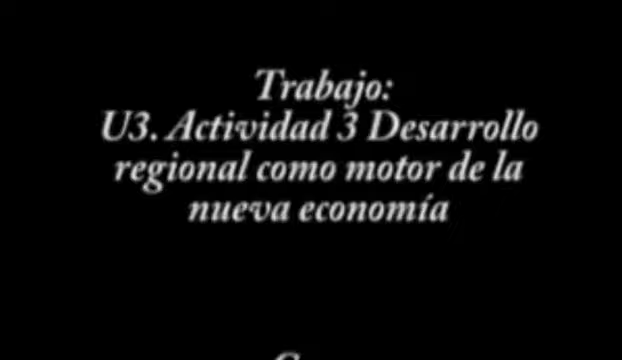 Trabajo:
U3. Actividad 3 Desarrollo
regional como motor de la
nueva economía